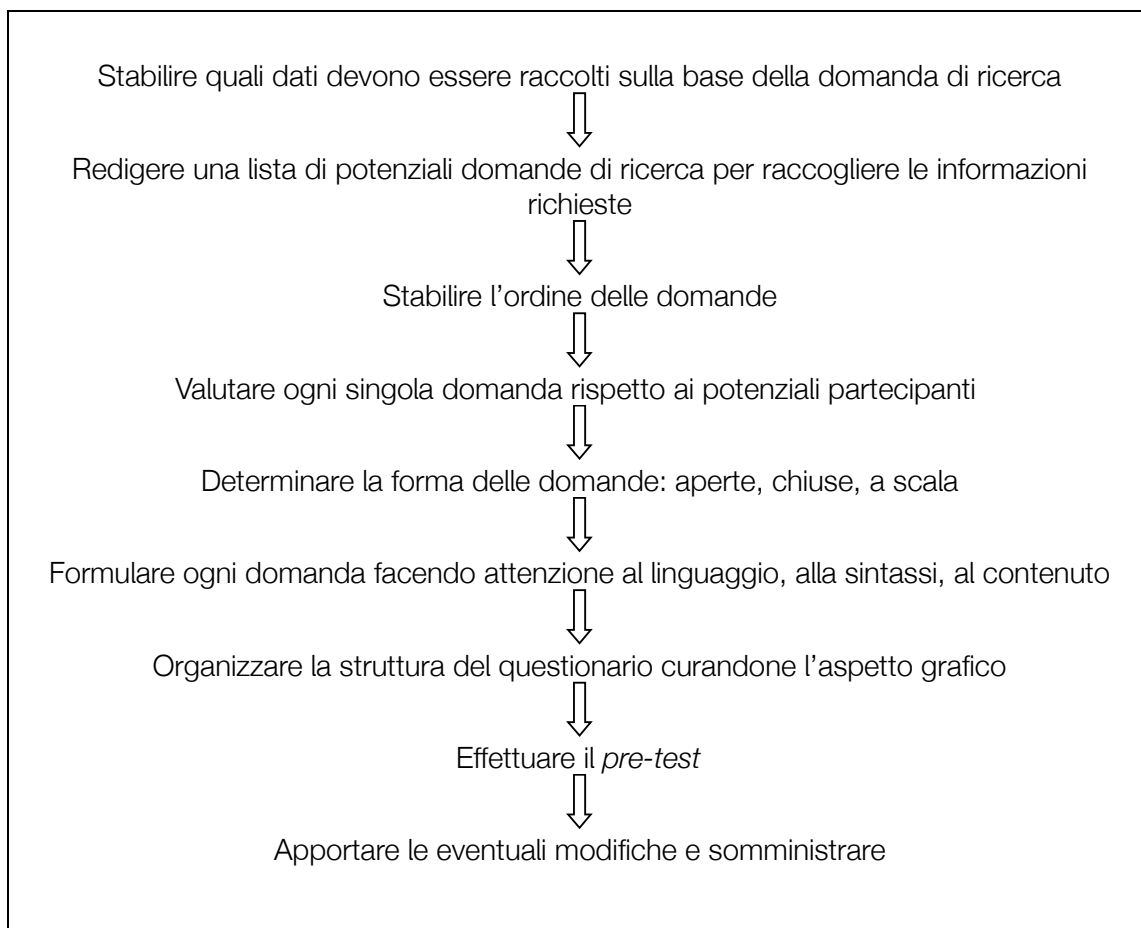 Stabilire quali dati devono essere raccolti sulla base della domanda di ricerca
Redigere una lista di potenziali domande di ricerca per raccogliere le informazioni
richieste
Stabilire l’ordine delle domande
Valutare ogni singola domanda rispetto ai potenziali partecipanti
Determinare la forma delle domande: aperte, chiuse, a scala
Formulare ogni domanda facendo attenzione al linguaggio, alla sintassi, al contenuto
Organizzare la struttura del questionario curandone l’aspetto grafico
Effettuare il pre-test
Apportare le eventuali modifiche e somministrare